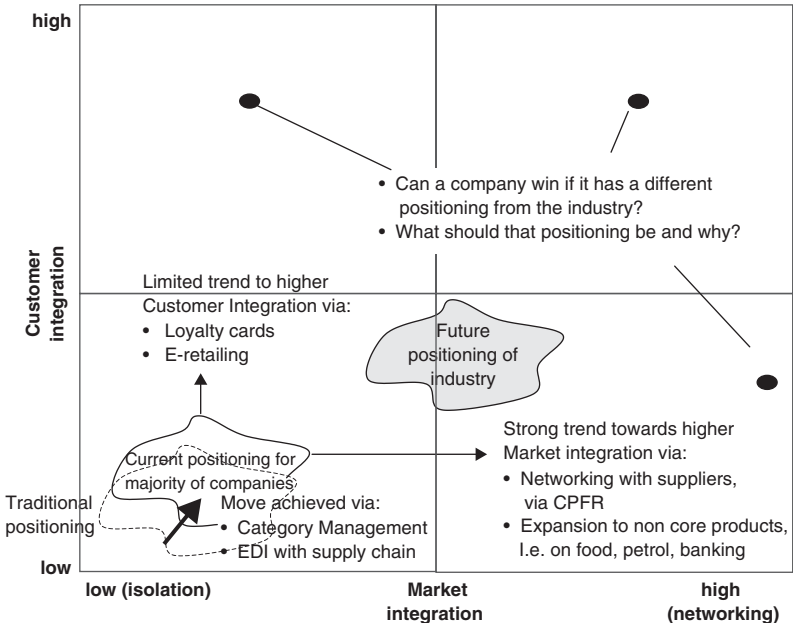 high
• Can a company win if it has a different
positioning from the industry?
• What should that positioning be and why?
Customer
integration
Limited trend to higher
Customer Integration via:
• Loyalty cards
• E-retailing
Future
positioning of
industry
Strong trend towards higher
Market integration via:
• Networking with suppliers,
via CPFR
• Expansion to non core products,
I.e. on food, petrol, banking
Current positioning for
majority of companies
Traditional
positioning
Move achieved via:
• Category Management
• EDI with supply chain
low
low (isolation)
Market
integration
high
(networking)